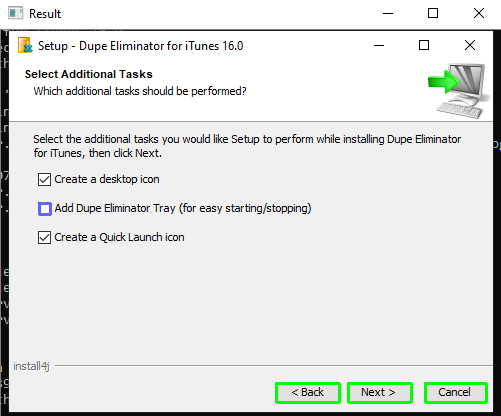 Result
Setup - Dupe Eliminator for iTunes 16.0
Select Additional Tasks
Which additional tasks should be performed?
Select the additional tasks you would like Setup to perform while installing Dupe Eliminator
for iTunes, then click Next.
Create a desktop icon
Add Dupe Eliminator Tray (for easy starting/stopping)
Create a Quick Launch icon
install4j
< Back
Next >
Cancel